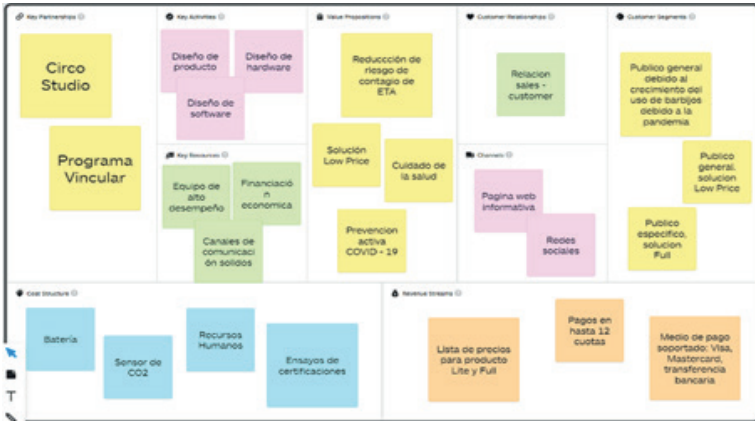 Key Partnerships
Circo
Studio
Programa
Vincular
Key Activities
Diseño de
producto
Diseño de
hardware
Diseño de
software
Key Resources
Equipo de
alto
desempeño
Financiació
n
economica
Canales de
comunicaci
ón solidos
Value Propositions
Reduccción de
riesgo de
contagio de
ETA
Solución
Low Price
Cuidado de
la salud
Prevencion
activa
COVID - 19
Customer Relationships
Relacion
sales -
customer
Channels
Pagina web
informativa
Redes
sociales
Customer Segments
Publico general
debido al
crecimiento del
uso de barbijos
debido a la
pandemia
Publico
general,
solucion
Low Price
Publico
especifico,
solucion
Full
Cost Structure
Batería
Sensor de
CO2
Recursos
Humanos
Ensayos de
certificaciones
Revenue Streams
Lista de precios
para producto
Lite y Full
Pagos en
hasta 12
cuotas
Medio de pago
soportado: Visa,
Mastercard,
transferencia
bancaria